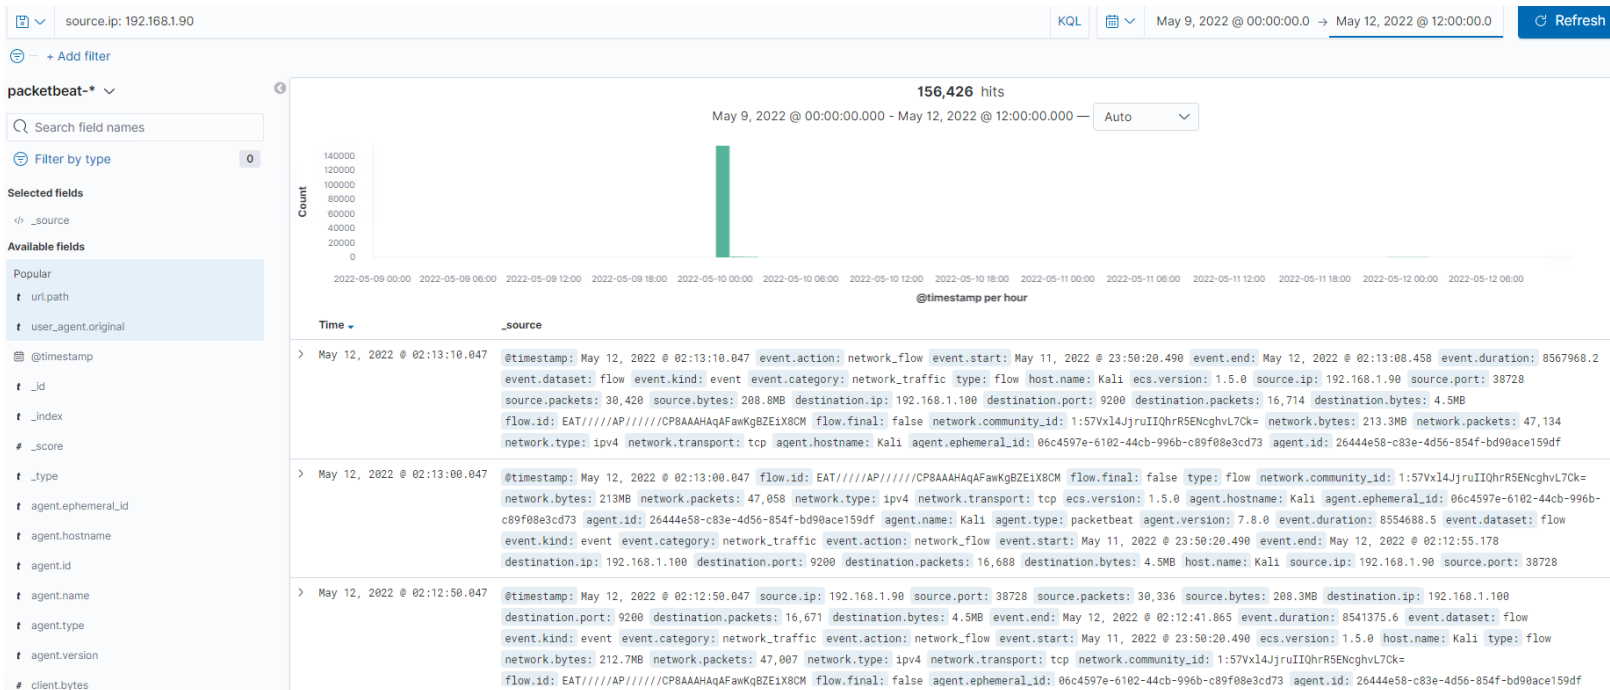 source.ip: 192.168.1.90 KQL May 9, 2022 @ 00:00:00.0 → May 12, 2022 @ 12:00:00.0 Refresh
+ Add filter
packetbeat-*
Search field names
Filter by type 0
Selected fields
</> _source
Available fields
Popular
t url.path
t user_agent.original
@timestamp
t _id
t _index
# _score
t _type
t agent.ephemeral_id
t agent.hostname
t agent.id
t agent.name
t agent.type
t agent.version
# client.bytes
156,426 hits
May 9, 2022 @ 00:00:00.000 - May 12, 2022 @ 12:00:00.000 — Auto
Count
140000
120000
100000
80000
60000
40000
20000
0
2022-05-09 00:00 2022-05-09 06:00 2022-05-09 12:00 2022-05-09 18:00 2022-05-10 00:00 2022-05-10 06:00 2022-05-10 12:00 2022-05-10 18:00 2022-05-11 00:00 2022-05-11 06:00 2022-05-11 12:00 2022-05-11 18:00 2022-05-12 00:00 2022-05-12 06:00
@timestamp per hour
Time _source
May 12, 2022 @ 02:13:10.047 @timestamp: May 12, 2022 @ 02:13:10.047 event.action: network_flow event.start: May 11, 2022 @ 23:50:20.490 event.end: May 12, 2022 @ 02:13:08.458 event.duration: 8567968.2
event.dataset: flow event.kind: event event.category: network_traffic type: flow host.name: Kali ecs.version: 1.5.0 source.ip: 192.168.1.90 source.port: 38728
source.packets: 30,420 source.bytes: 208.8MB destination.ip: 192.168.1.100 destination.port: 9200 destination.packets: 16,714 destination.bytes: 4.5MB
flow.id: EAT/////AP//////CP8AAAHAqAFawKgBZEiX8CM flow.final: false network.community_id: 1:57Vxl4JjruIIQhrR5ENcghvL7Ck= network.bytes: 213.3MB network.packets: 47,134
network.type: ipv4 network.transport: tcp agent.hostname: Kali agent.ephemeral_id: 06c4597e-6102-44cb-996b-c89f08e3cd73 agent.id: 26444e58-c83e-4d56-854f-bd90ace159df
May 12, 2022 @ 02:13:00.047 @timestamp: May 12, 2022 @ 02:13:00.047 flow.id: EAT/////AP//////CP8AAAHAqAFawKgBZEiX8CM flow.final: false type: flow network.community_id: 1:57Vxl4JjruIIQhrR5ENcghvL7Ck=
network.bytes: 213MB network.packets: 47,058 network.type: ipv4 network.transport: tcp ecs.version: 1.5.0 agent.hostname: Kali agent.ephemeral_id: 06c4597e-6102-44cb-996b-
c89f08e3cd73 agent.id: 26444e58-c83e-4d56-854f-bd90ace159df agent.name: Kali agent.type: packetbeat agent.version: 7.8.0 event.duration: 8554688.5 event.dataset: flow
event.kind: event event.category: network_traffic event.action: network_flow event.start: May 11, 2022 @ 23:50:20.490 event.end: May 12, 2022 @ 02:12:55.178
destination.ip: 192.168.1.100 destination.port: 9200 destination.packets: 16,688 destination.bytes: 4.5MB host.name: Kali source.ip: 192.168.1.90 source.port: 38728
May 12, 2022 @ 02:12:50.047 @timestamp: May 12, 2022 @ 02:12:50.047 source.ip: 192.168.1.90 source.port: 38728 source.packets: 30,336 source.bytes: 208.3MB destination.ip: 192.168.1.100
destination.port: 9200 destination.packets: 16,671 destination.bytes: 4.5MB event.end: May 12, 2022 @ 02:12:41.865 event.duration: 8541375.6 event.dataset: flow
event.kind: event event.category: network_traffic event.action: network_flow event.start: May 11, 2022 @ 23:50:20.490 ecs.version: 1.5.0 host.name: Kali type: flow
network.bytes: 212.7MB network.packets: 47,007 network.type: ipv4 network.transport: tcp network.community_id: 1:57Vxl4JjruIIQhrR5ENcghvL7Ck=
flow.id: EAT/////AP//////CP8AAAHAqAFawKgBZEiX8CM flow.final: false agent.ephemeral_id: 06c4597e-6102-44cb-996b-c89f08e3cd73 agent.id: 26444e58-c83e-4d56-854f-bd90ace159df